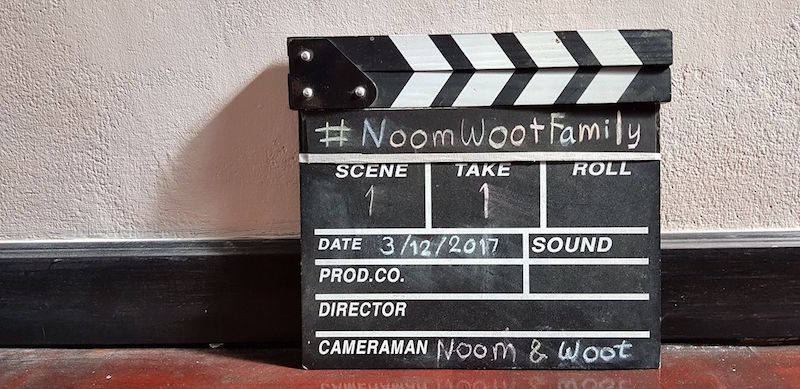 #NoomWootFamily
SCENE TAKE ROLL
1 1
DATE 3/12/2017 SOUND
PROD.CO.
DIRECTOR
CAMERAMAN Noom & Woot